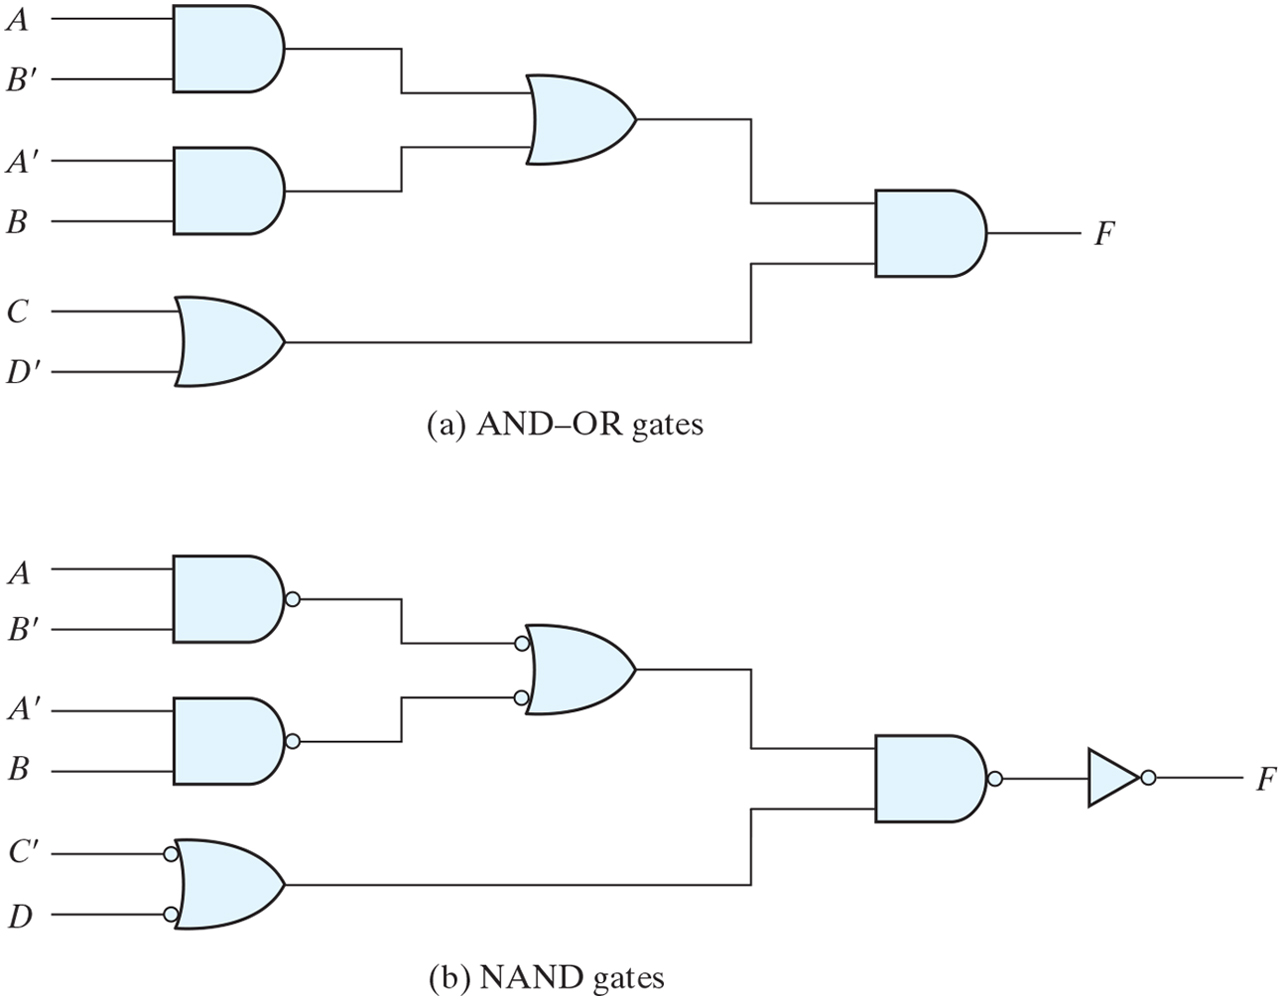 A
B′
A′
B
C
D′
F
(a) AND–OR gates
A
B′
A′
B
C′
D
F
(b) NAND gates